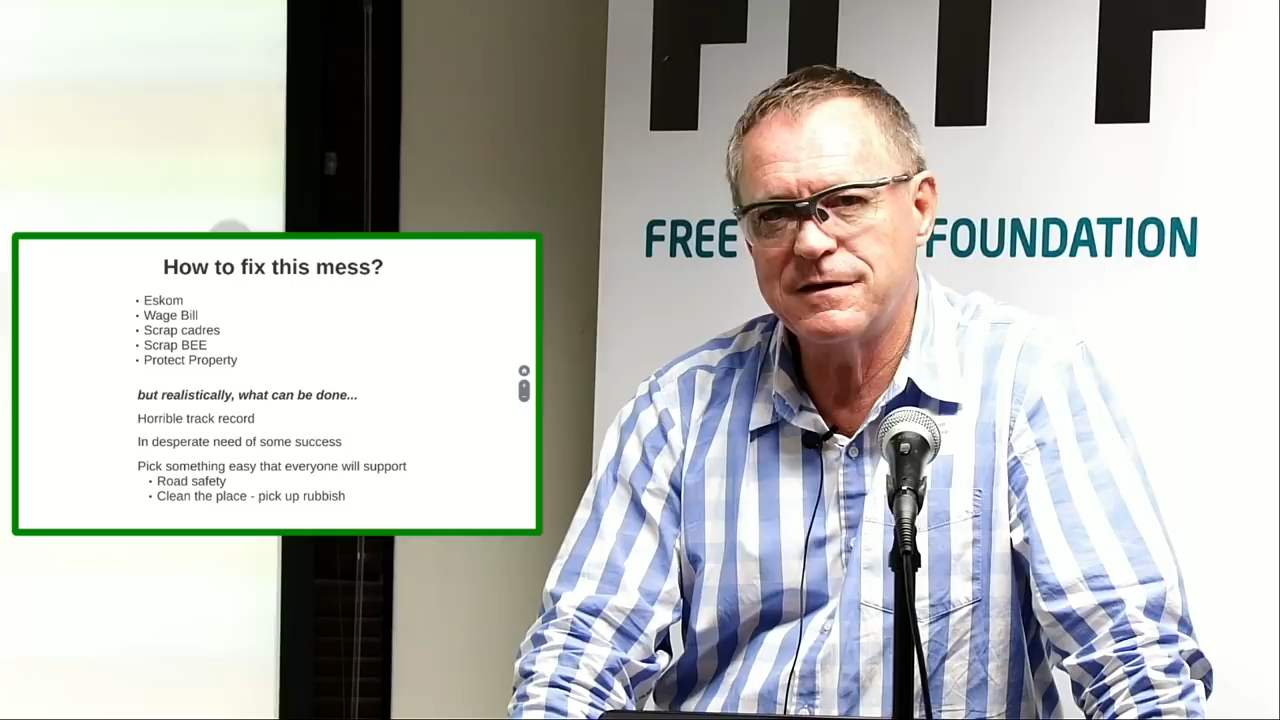 How to fix this mess?
• Eskom
• Wage Bill
• Scrap cadres
• Scrap BEE
• Protect Property
but realistically, what can be done...
Horrible track record
In desperate need of some success
Pick something easy that everyone will support
• Road safety
• Clean the place - pick up rubbish
FREE FOUNDATION